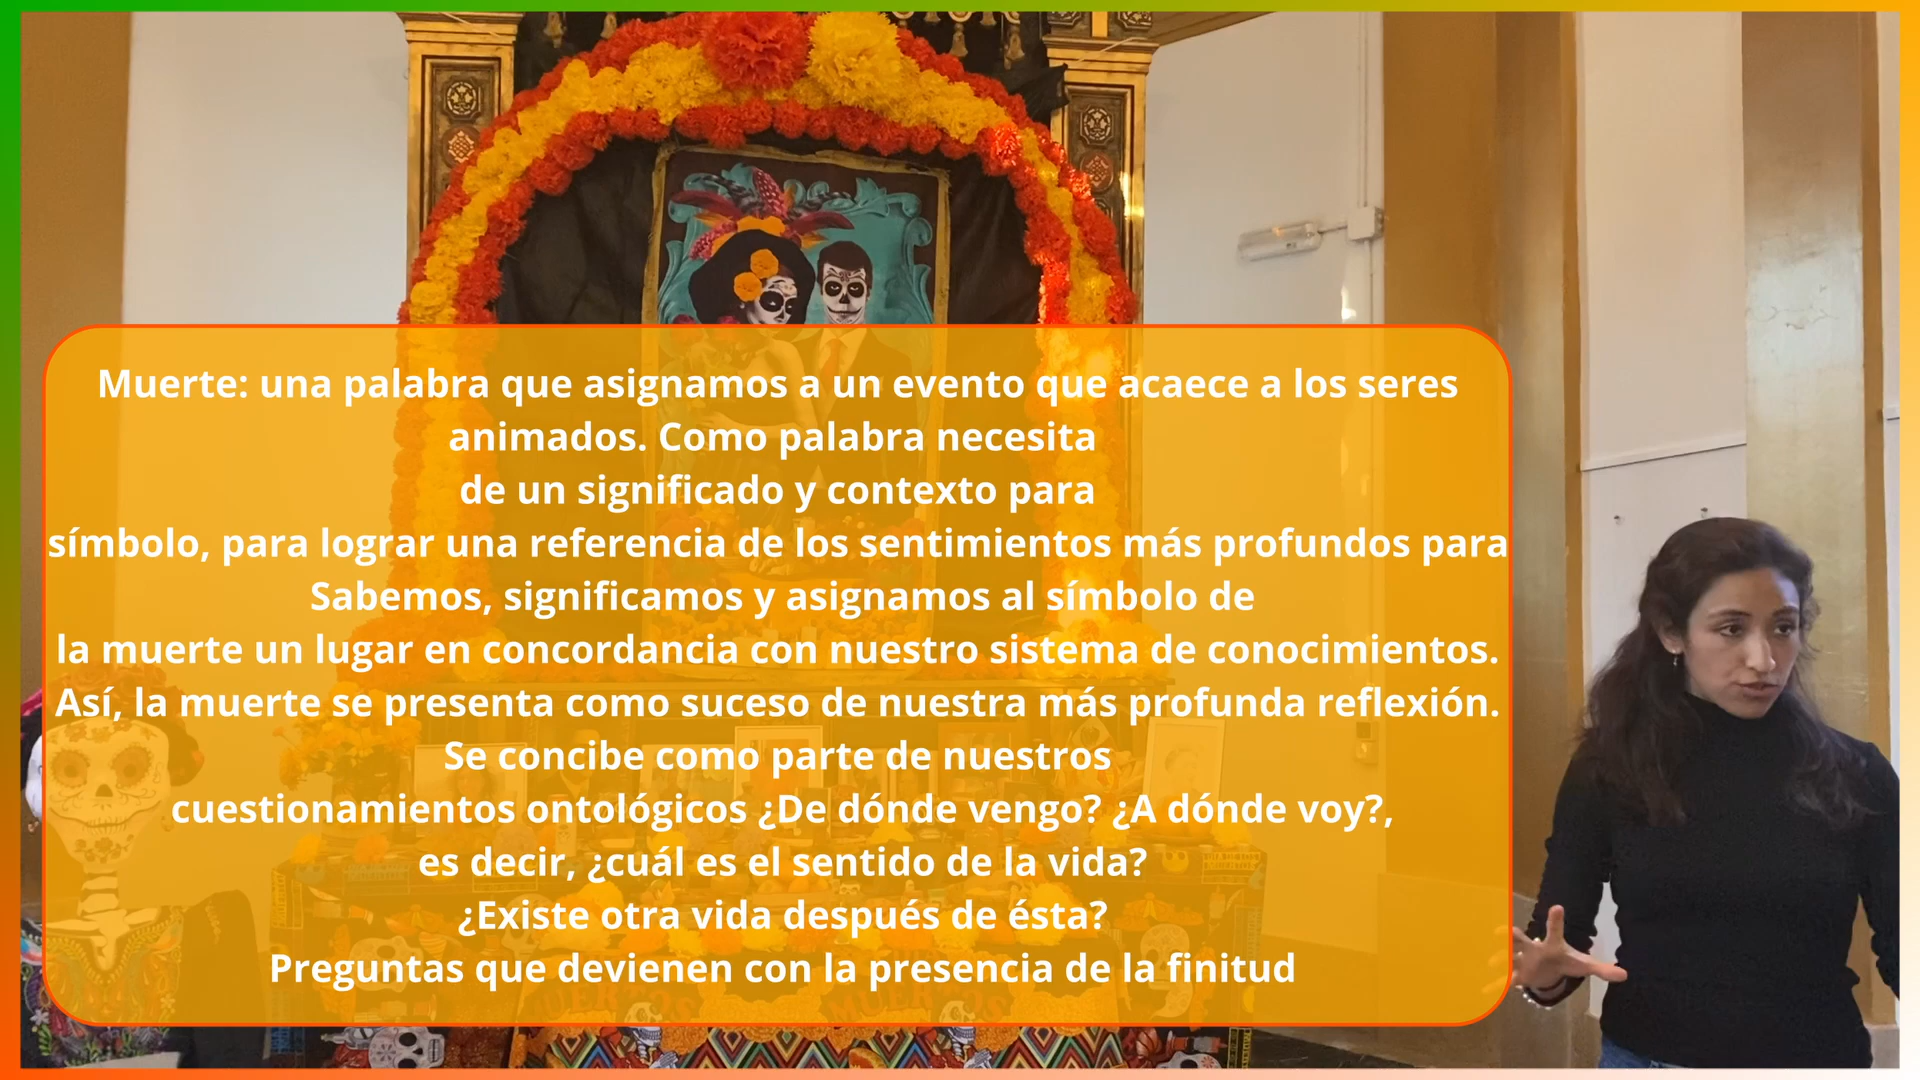 Muerte: una palabra que asignamos a un evento que acaece a los seres
animados. Como palabra necesita
de un significado y contexto para
símbolo, para lograr una referencia de los sentimientos más profundos para
Sabemos, significamos y asignamos al símbolo de
la muerte un lugar en concordancia con nuestro sistema de conocimientos.
Así, la muerte se presenta como suceso de nuestra más profunda reflexión.
Se concibe como parte de nuestros
cuestionamientos ontológicos ¿De dónde vengo? ¿A dónde voy?,
es decir, ¿cuál es el sentido de la vida?
¿Existe otra vida después de ésta?
Preguntas que devienen con la presencia de la finitud